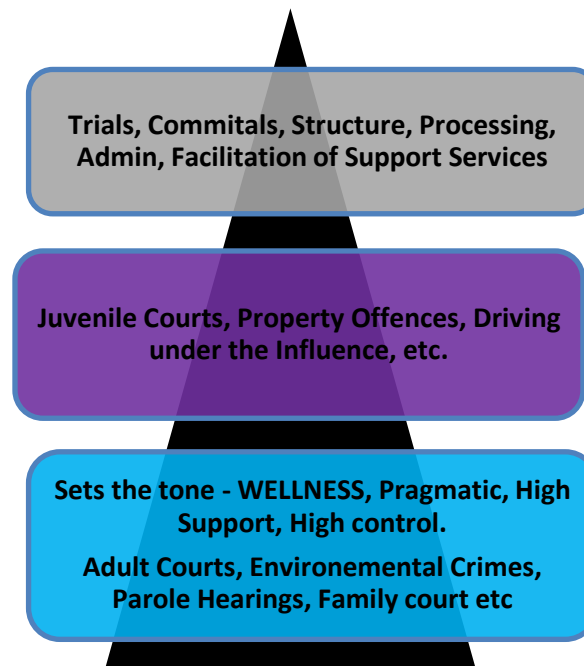 Trials, Commitals, Structure, Processing,
Admin, Facilitation of Support Services
Juvenile Courts, Property Offences, Driving
under the Influence, etc.
Sets the tone - WELLNESS, Pragmatic, High
Support, High control.
Adult Courts, Environemental Crimes,
Parole Hearings, Family court etc